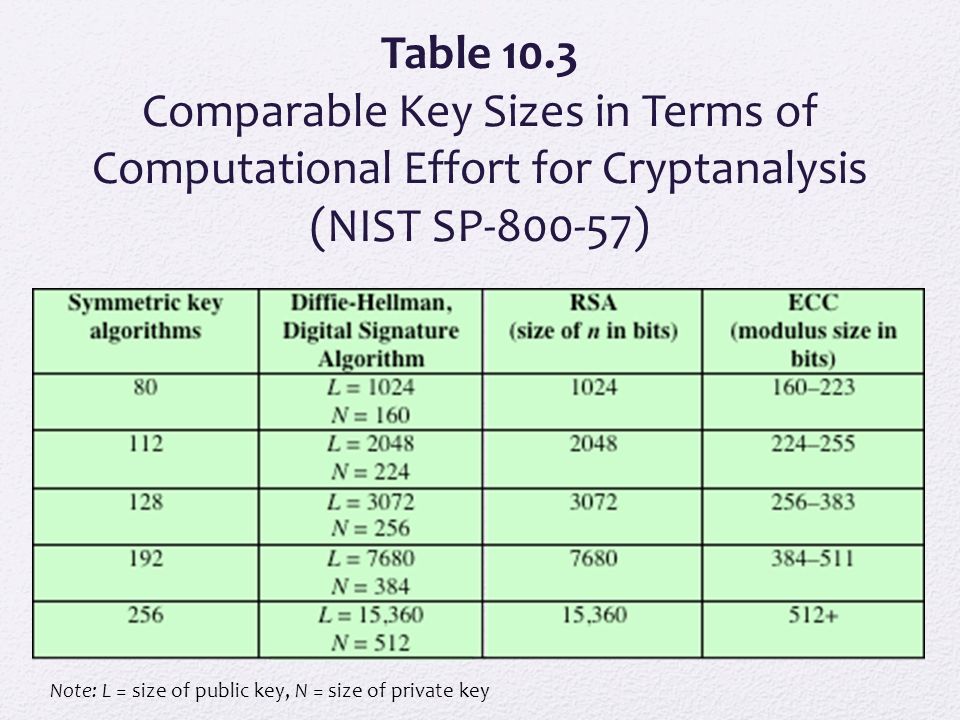 Table 10.3
Comparable Key Sizes in Terms of
Computational Effort for Cryptanalysis
(NIST SP-800-57)
Symmetric key algorithms | Diffie-Hellman, Digital Signature Algorithm | RSA (size of n in bits) | ECC (modulus size in bits)
80 | L = 1024 N = 160 | 1024 | 160–223
112 | L = 2048 N = 224 | 2048 | 224–255
128 | L = 3072 N = 256 | 3072 | 256–383
192 | L = 7680 N = 384 | 7680 | 384–511
256 | L = 15,360 N = 512 | 15,360 | 512+
Note: L = size of public key, N = size of private key